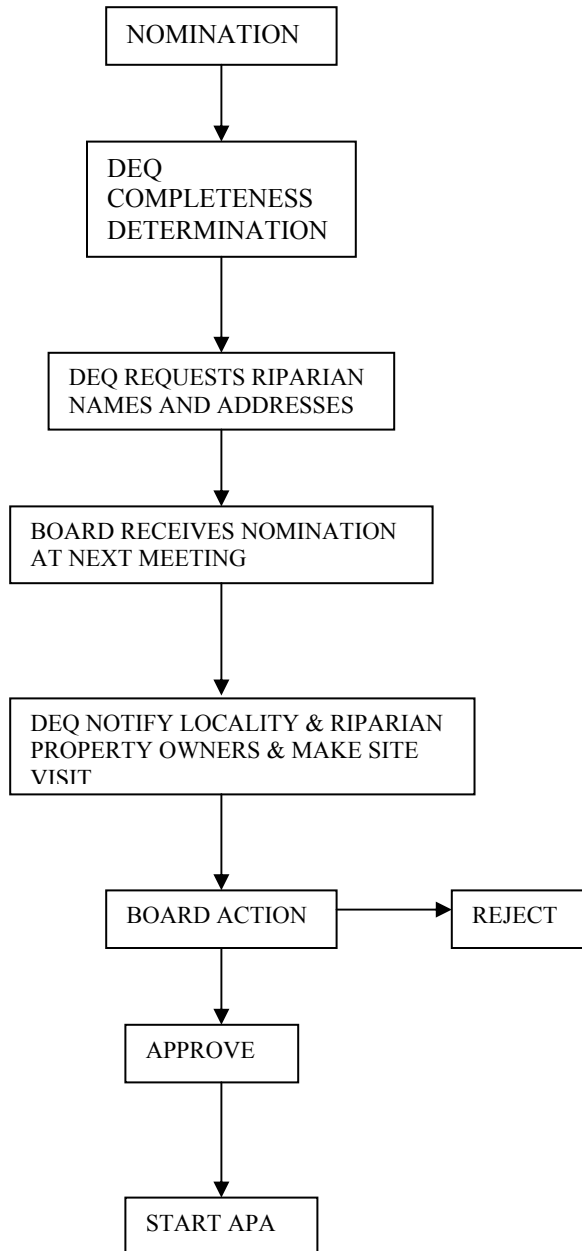 NOMINATION
DEQ
COMPLETENESS
DETERMINATION
DEQ REQUESTS RIPARIAN
NAMES AND ADDRESSES
BOARD RECEIVES NOMINATION
AT NEXT MEETING
DEQ NOTIFY LOCALITY & RIPARIAN
PROPERTY OWNERS & MAKE SITE
VISIT
BOARD ACTION
REJECT
APPROVE
START APA